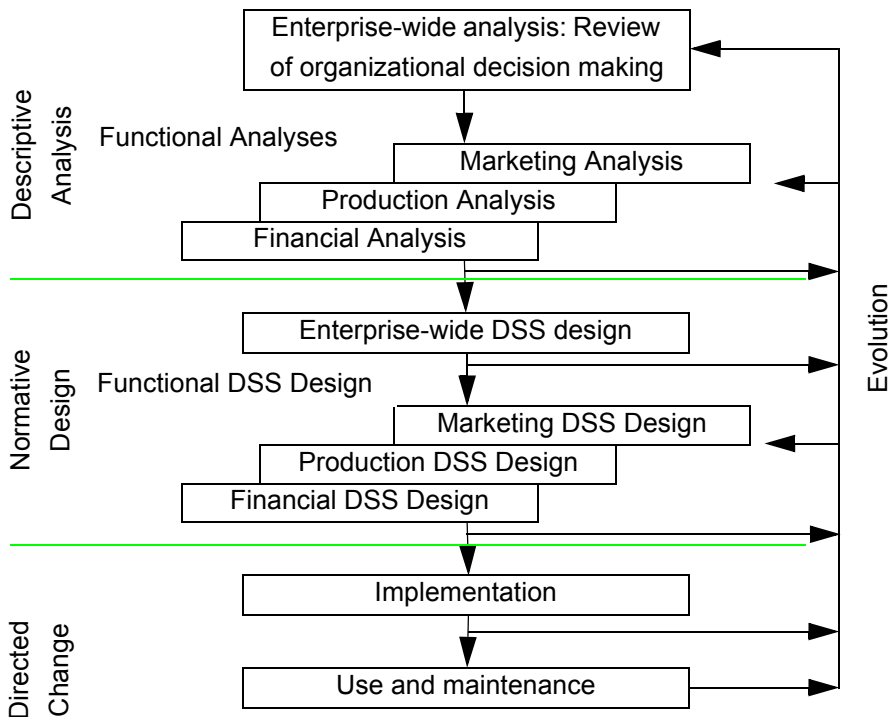 Enterprise-wide analysis: Review
of organizational decision making
Descriptive
Analysis
Functional Analyses
Marketing Analysis
Production Analysis
Financial Analysis
Enterprise-wide DSS design
Evolution
Normative
Design
Functional DSS Design
Marketing DSS Design
Production DSS Design
Financial DSS Design
Directed
Change
Implementation
Use and maintenance